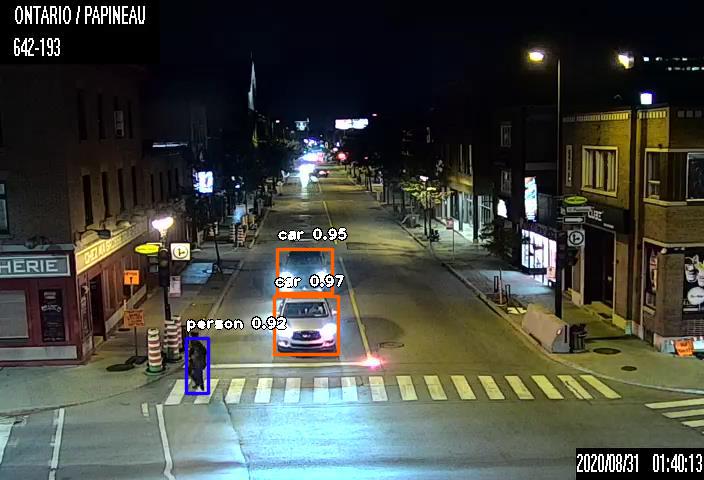 ONTARIO / PAPINEAU
642-193
car 0.95
car 0.97
person 0.92
CHERIE
2020/08/31 01:40:13